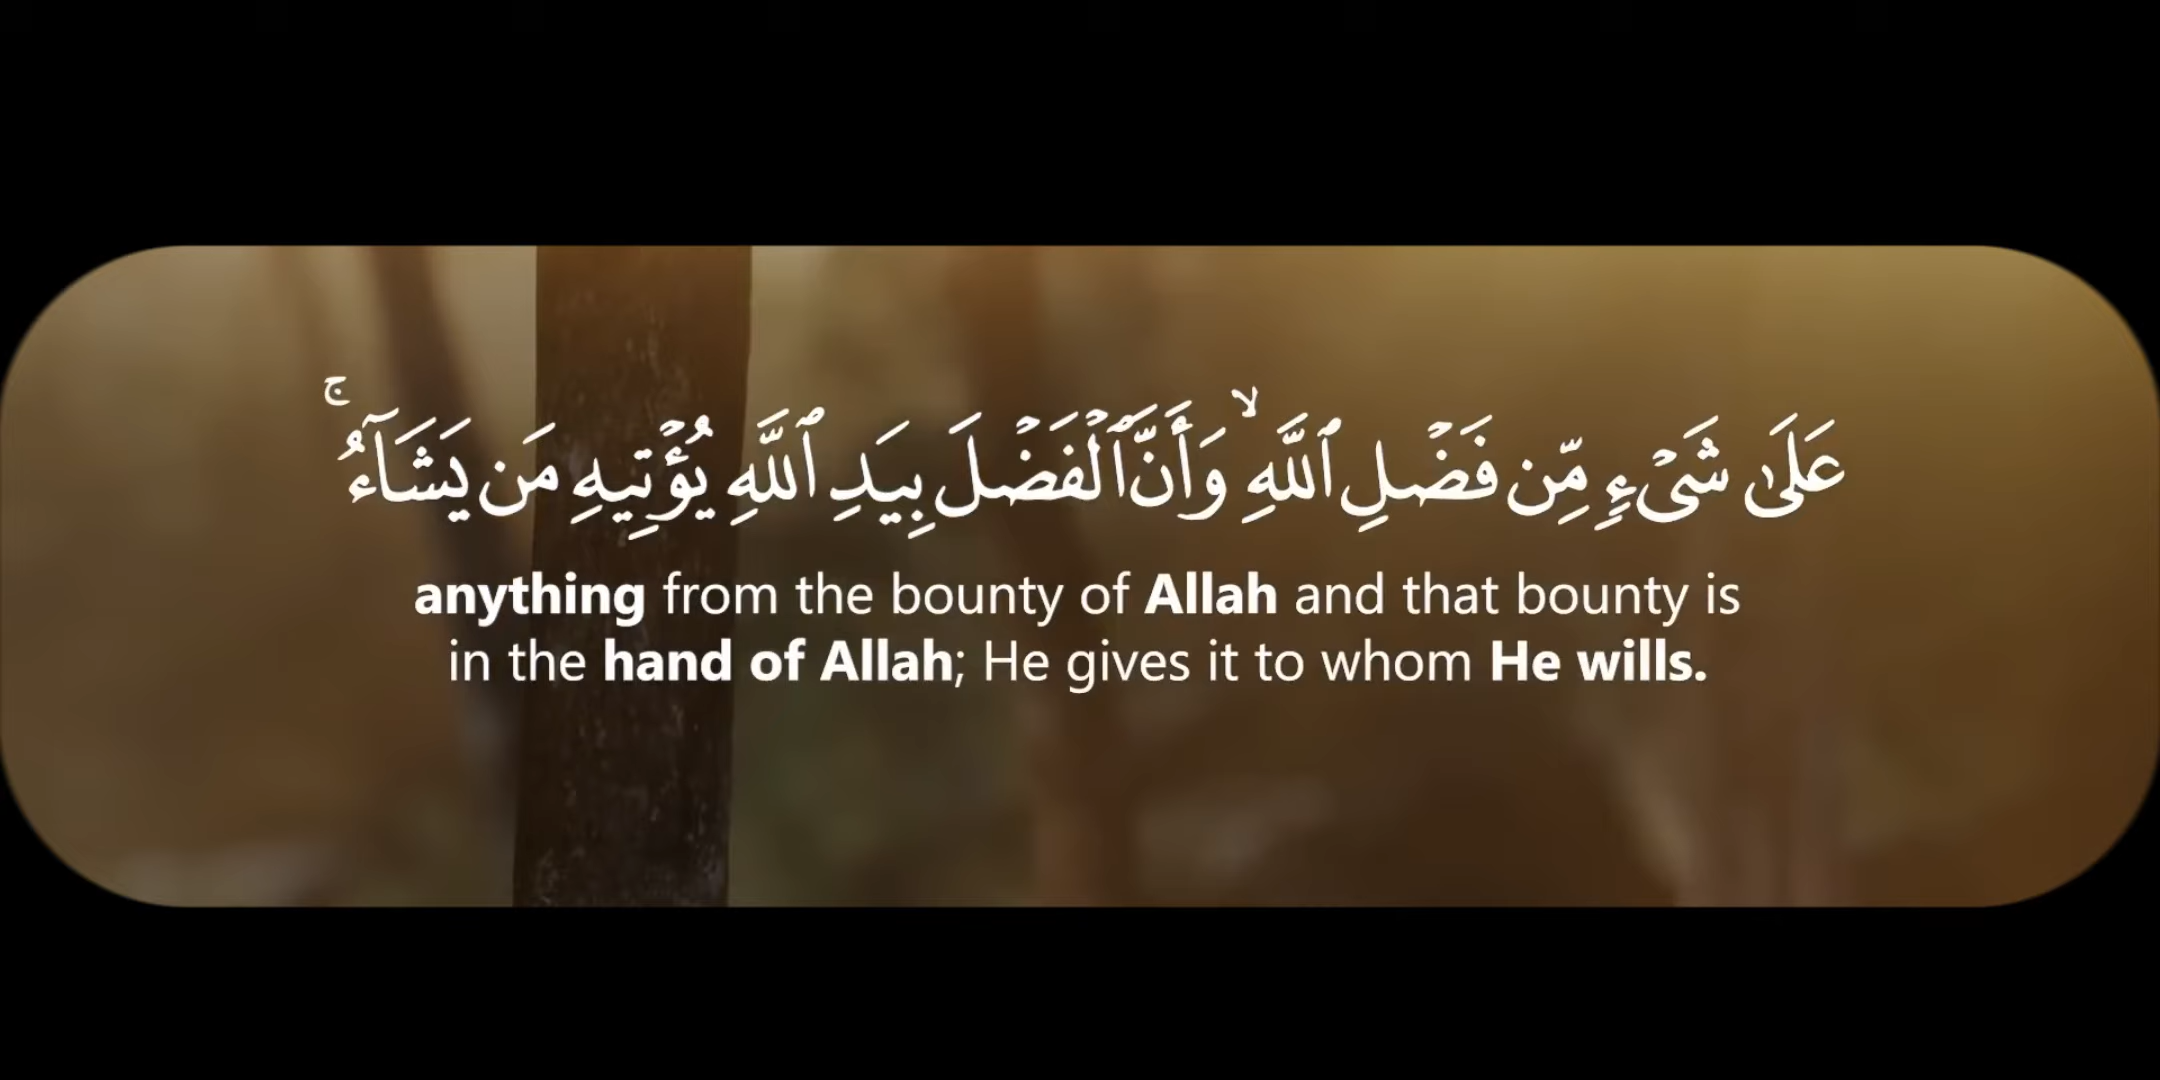 عَلَىٰ شَىْءٍ مِّن فَضْلِ ٱللَّهِ ۙ وَأَنَّ ٱلْفَضْلَ بِيَدِ ٱللَّهِ يُؤْتِيهِ مَن يَشَآءُ ۚ
anything from the bounty of Allah and that bounty is
in the hand of Allah; He gives it to whom He wills.